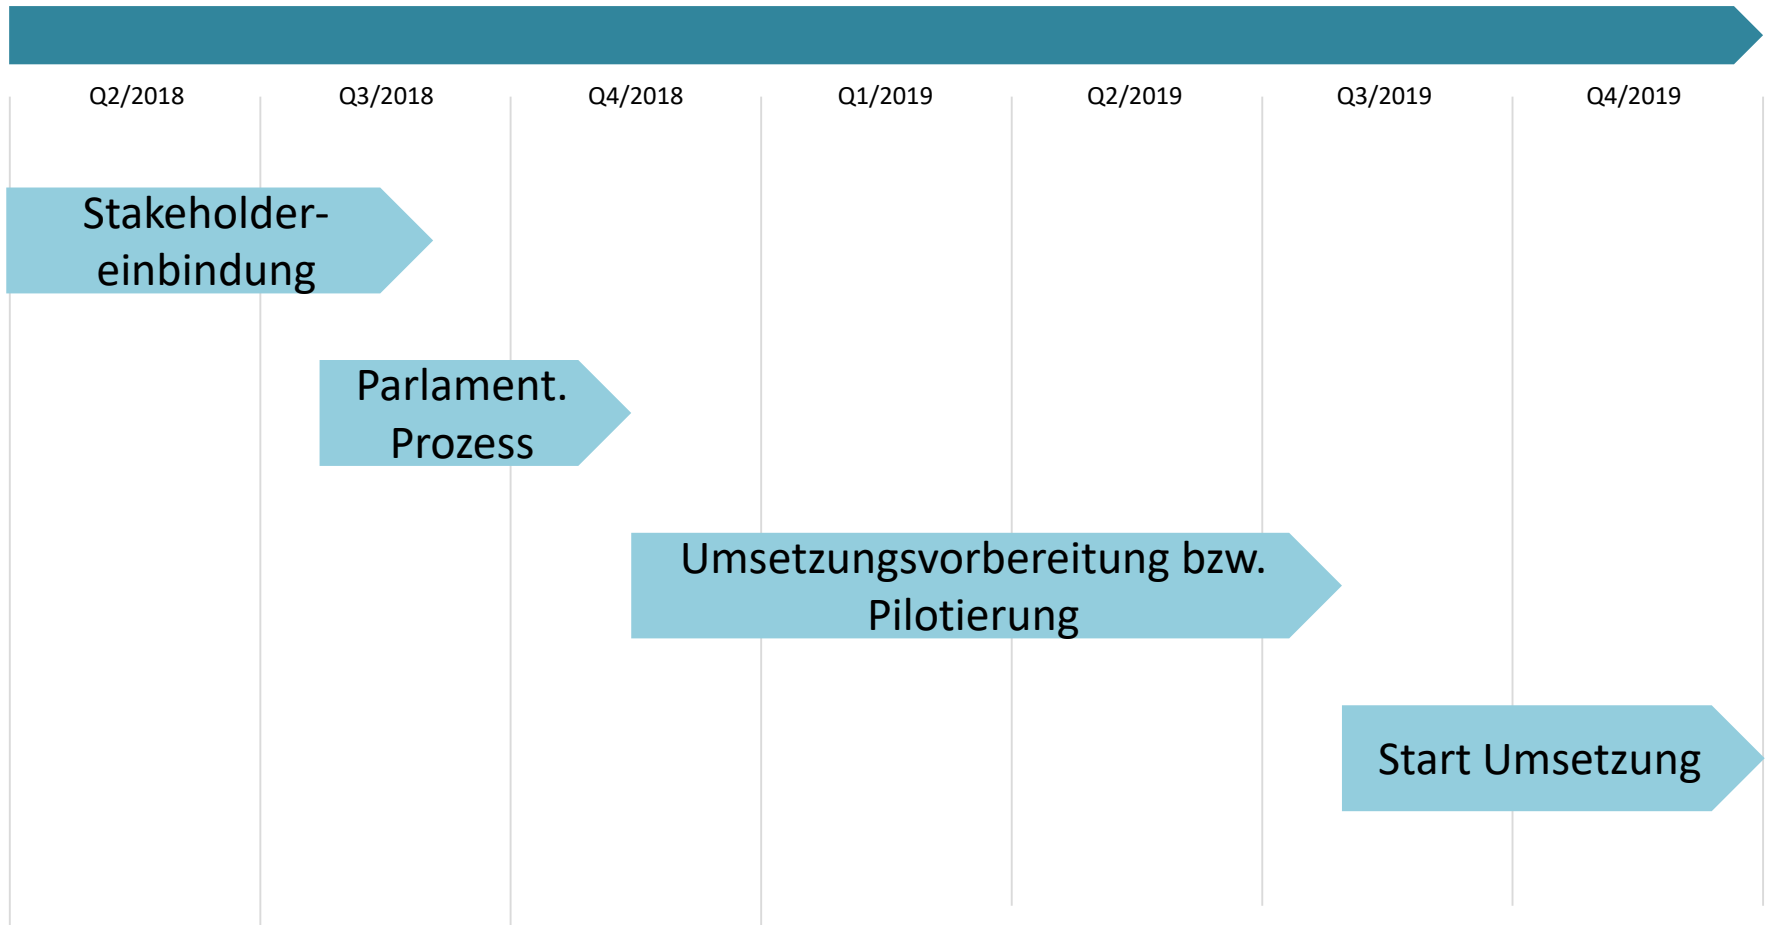 Q2/2018 Q3/2018 Q4/2018 Q1/2019 Q2/2019 Q3/2019 Q4/2019
Stakeholder-
einbindung
Parlament.
Prozess
Umsetzungsvorbereitung bzw.
Pilotierung
Start Umsetzung